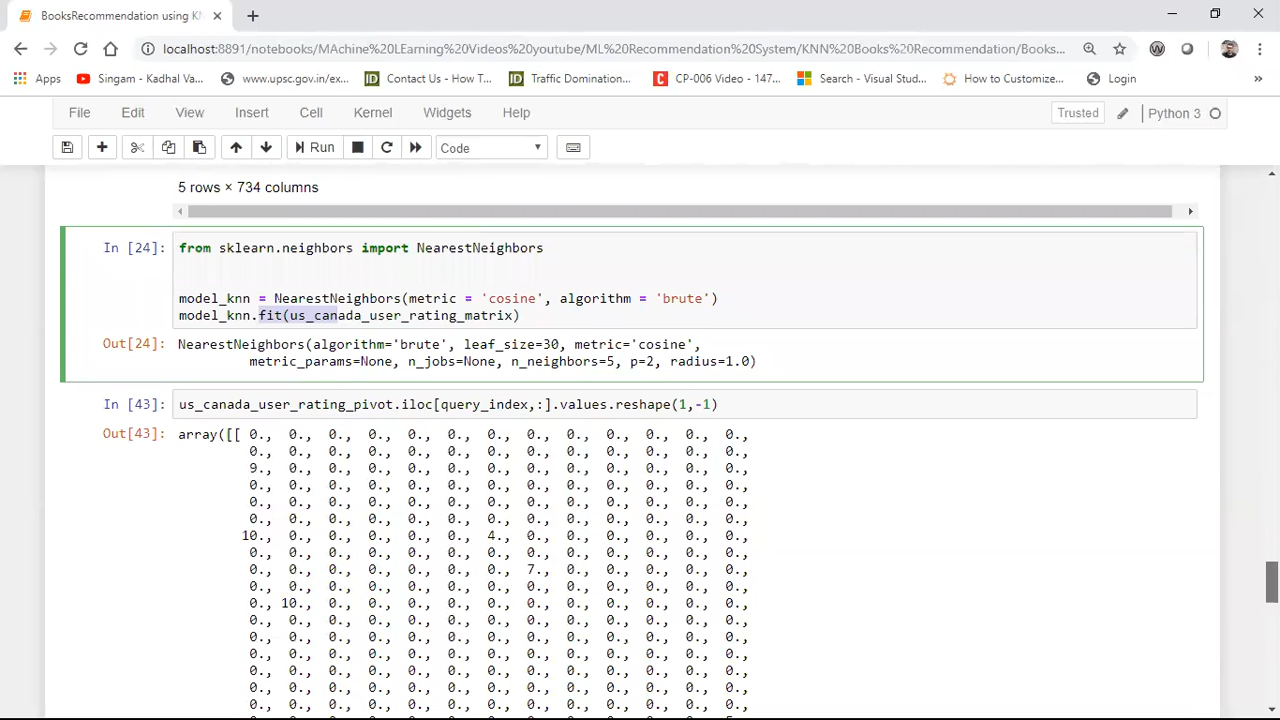 BooksRecommendation using KN
localhost:8891/notebooks/MAchine%20LEarning%20Videos%20youtube/ML%20Recommendation%20System/KNN%20Books%20Recommendation/Books...
Apps Singam - Kadhal Va... www.upsc.gov.in/ex... Contact Us - How T... Traffic Domination... CP-006 Video - 147... Search - Visual Stud... How to Customize... Login »
File Edit View Insert Cell Kernel Widgets Help Trusted Python 3
Run Code
5 rows × 734 columns
In [24]: from sklearn.neighbors import NearestNeighbors
model_knn = NearestNeighbors(metric = 'cosine', algorithm = 'brute')
model_knn.fit(us_canada_user_rating_matrix)
Out[24]: NearestNeighbors(algorithm='brute', leaf_size=30, metric='cosine',
metric_params=None, n_jobs=None, n_neighbors=5, p=2, radius=1.0)
In [43]: us_canada_user_rating_pivot.iloc[query_index,:].values.reshape(1,-1)
Out[43]: array([[ 0., 0., 0., 0., 0., 0., 0., 0., 0., 0., 0., 0., 0.,
0., 0., 0., 0., 0., 0., 0., 0., 0., 0., 0., 0., 0.,
9., 0., 0., 0., 0., 0., 0., 0., 0., 0., 0., 0., 0.,
0., 0., 0., 0., 0., 0., 0., 0., 0., 0., 0., 0., 0.,
0., 0., 0., 0., 0., 0., 0., 0., 0., 0., 0., 0., 0.,
0., 0., 0., 0., 0., 0., 0., 0., 0., 0., 0., 0., 0.,
10., 0., 0., 0., 0., 0., 4., 0., 0., 0., 0., 0., 0.,
0., 0., 0., 0., 0., 0., 0., 0., 0., 0., 0., 0., 0.,
0., 0., 0., 0., 0., 0., 0., 7., 0., 0., 0., 0., 0.,
0., 0., 0., 0., 0., 0., 0., 0., 0., 0., 0., 0., 0.,
0., 10., 0., 0., 0., 0., 0., 0., 0., 0., 0., 0., 0.,
0., 0., 0., 0., 0., 0., 0., 0., 0., 0., 0., 0., 0.,
0., 0., 0., 0., 0., 0., 0., 0., 0., 0., 0., 0., 0.,
0., 0., 0., 0., 0., 0., 0., 0., 0., 0., 0., 0., 0.,
0., 0., 0., 0., 0., 0., 0., 0., 0., 0., 0., 0., 0.,
0., 0., 0., 0., 0., 0., 0., 0., 0., 0., 0., 0., 0.,
0., 0., 0., 0., 0., 0., 0., 0., 0., 0., 0., 0., 0.,